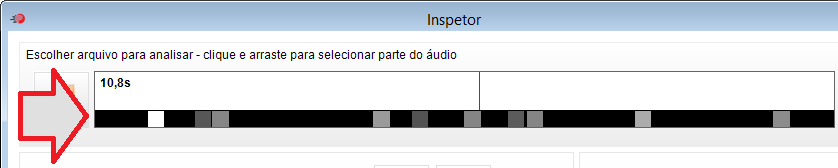 Inspetor
Escolher arquivo para analisar - clique e arraste para selecionar parte do áudio
10,8s